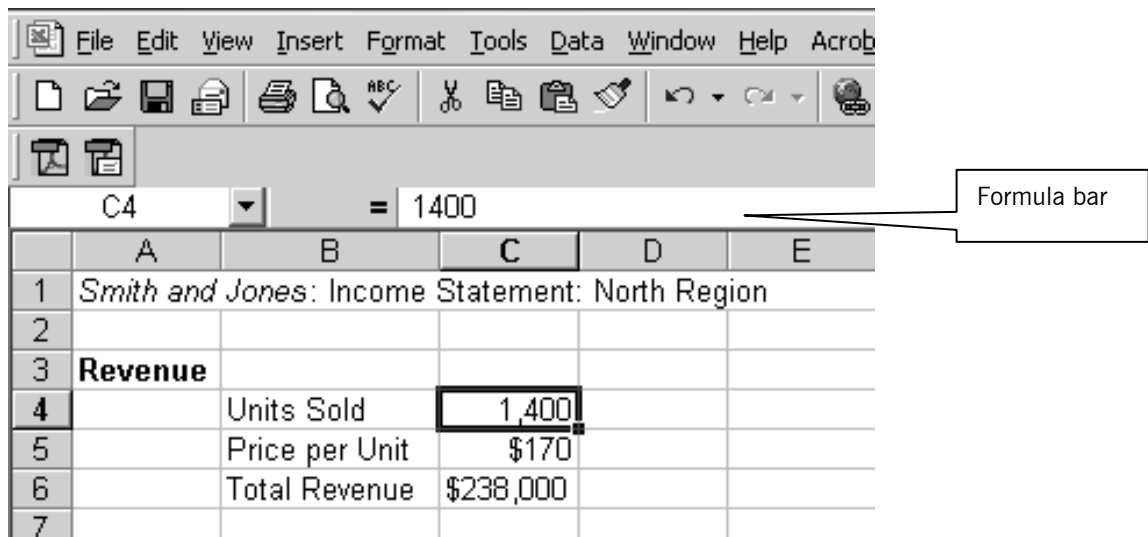 File Edit View Insert Format Tools Data Window Help Acrob
ABC
C4 = 1400
Formula bar
A B C D E
1 Smith and Jones: Income Statement: North Region
2
3 Revenue
4 Units Sold 1,400
5 Price per Unit $170
6 Total Revenue $238,000
7